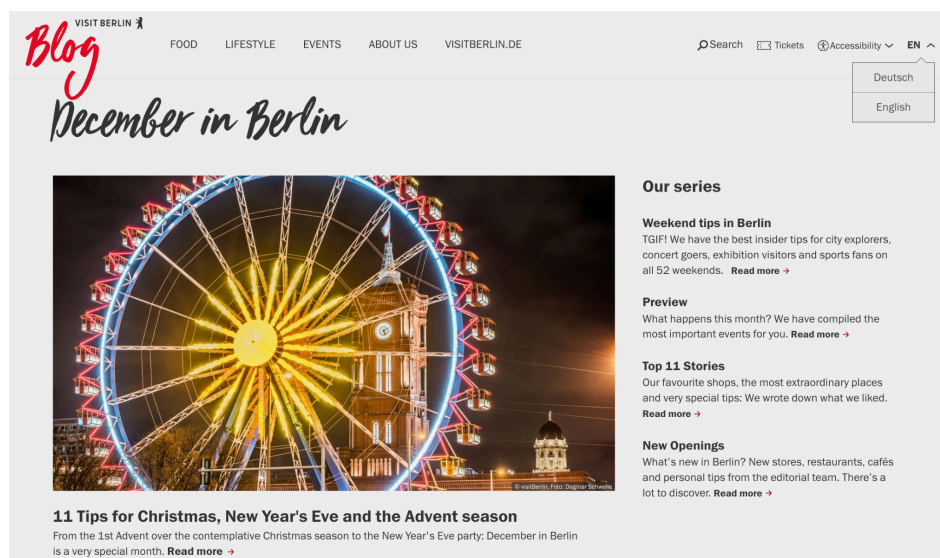 VISIT BERLIN
Blog
FOOD LIFESTYLE EVENTS ABOUT US VISITBERLIN.DE
Search Tickets Accessibility EN
Deutsch
English
December in Berlin
© visitBerlin, Foto: Dagmar Schwelle
11 Tips for Christmas, New Year's Eve and the Advent season
From the 1st Advent over the contemplative Christmas season to the New Year's Eve party: December in Berlin
is a very special month. Read more →
Our series
Weekend tips in Berlin
TGIF! We have the best insider tips for city explorers,
concert goers, exhibition visitors and sports fans on
all 52 weekends. Read more →
Preview
What happens this month? We have compiled the
most important events for you. Read more →
Top 11 Stories
Our favourite shops, the most extraordinary places
and very special tips: We wrote down what we liked.
Read more →
New Openings
What's new in Berlin? New stores, restaurants, cafés
and personal tips from the editorial team. There's a
lot to discover. Read more →